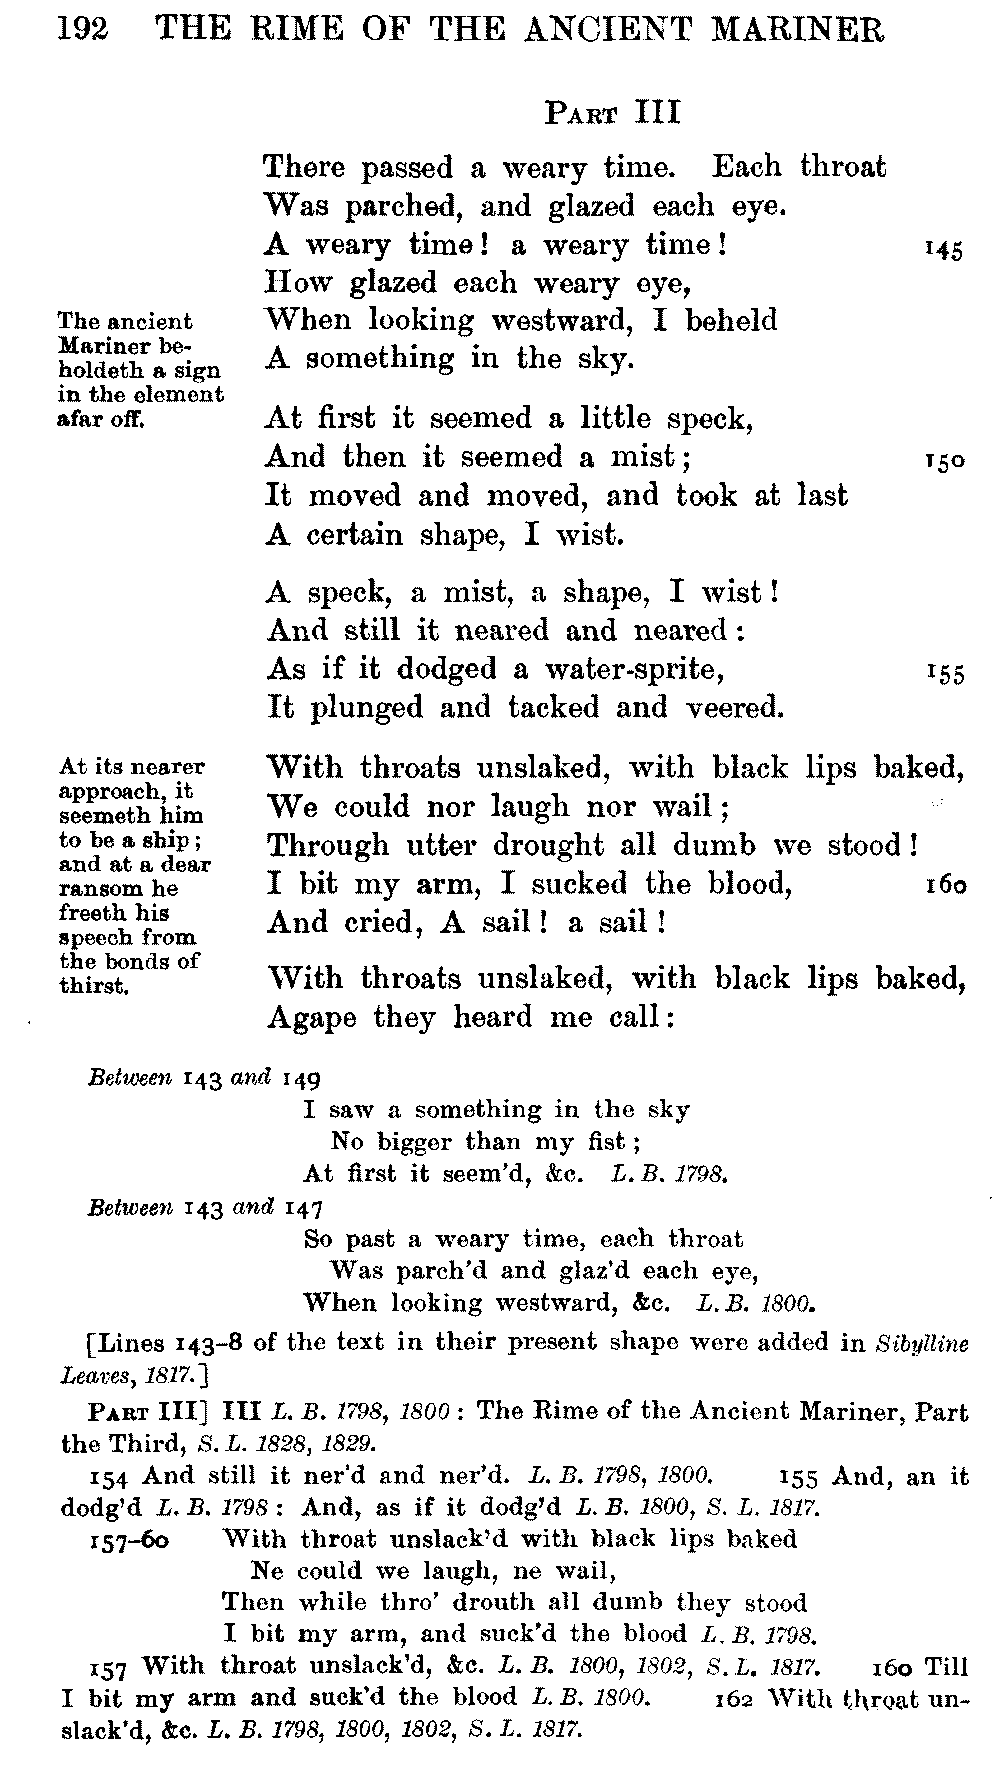 192 THE RIME OF THE ANCIENT MARINER
PART III
There passed a weary time. Each throat
Was parched, and glazed each eye.
A weary time! a weary time! 145
How glazed each weary eye,
When looking westward, I beheld
A something in the sky.
The ancient
Mariner be-
holdeth a sign
in the element
afar off.
At first it seemed a little speck,
And then it seemed a mist; 150
It moved and moved, and took at last
A certain shape, I wist.
A speck, a mist, a shape, I wist!
And still it neared and neared:
As if it dodged a water-sprite, 155
It plunged and tacked and veered.
At its nearer
approach, it
seemeth him
to be a ship;
and at a dear
ransom he
freeth his
speech from
the bonds of
thirst.
With throats unslaked, with black lips baked,
We could nor laugh nor wail;
Through utter drought all dumb we stood!
I bit my arm, I sucked the blood, 160
And cried, A sail! a sail!
With throats unslaked, with black lips baked,
Agape they heard me call:
Between 143 and 149
I saw a something in the sky
No bigger than my fist;
At first it seem'd, &c. L. B. 1798.
Between 143 and 147
So past a weary time, each throat
Was parch'd and glaz'd each eye,
When looking westward, &c. L. B. 1800.
[Lines 143-8 of the text in their present shape were added in Sibylline
Leaves, 1817.]
PART III] III L. B. 1798, 1800: The Rime of the Ancient Mariner, Part
the Third, S. L. 1828, 1829.
154 And still it ner'd and ner'd. L. B. 1798, 1800. 155 And, an it
dodg'd L. B. 1798: And, as if it dodg'd L. B. 1800, S. L. 1817.
157-60 With throat unslack'd with black lips baked
Ne could we laugh, ne wail,
Then while thro' drouth all dumb they stood
I bit my arm, and suck'd the blood L. B. 1798.
157 With throat unslack'd, &c. L. B. 1800, 1802, S. L. 1817. 160 Till
I bit my arm and suck'd the blood L. B. 1800. 162 With throat un-
slack'd, &c. L. B. 1798, 1800, 1802, S. L. 1817.